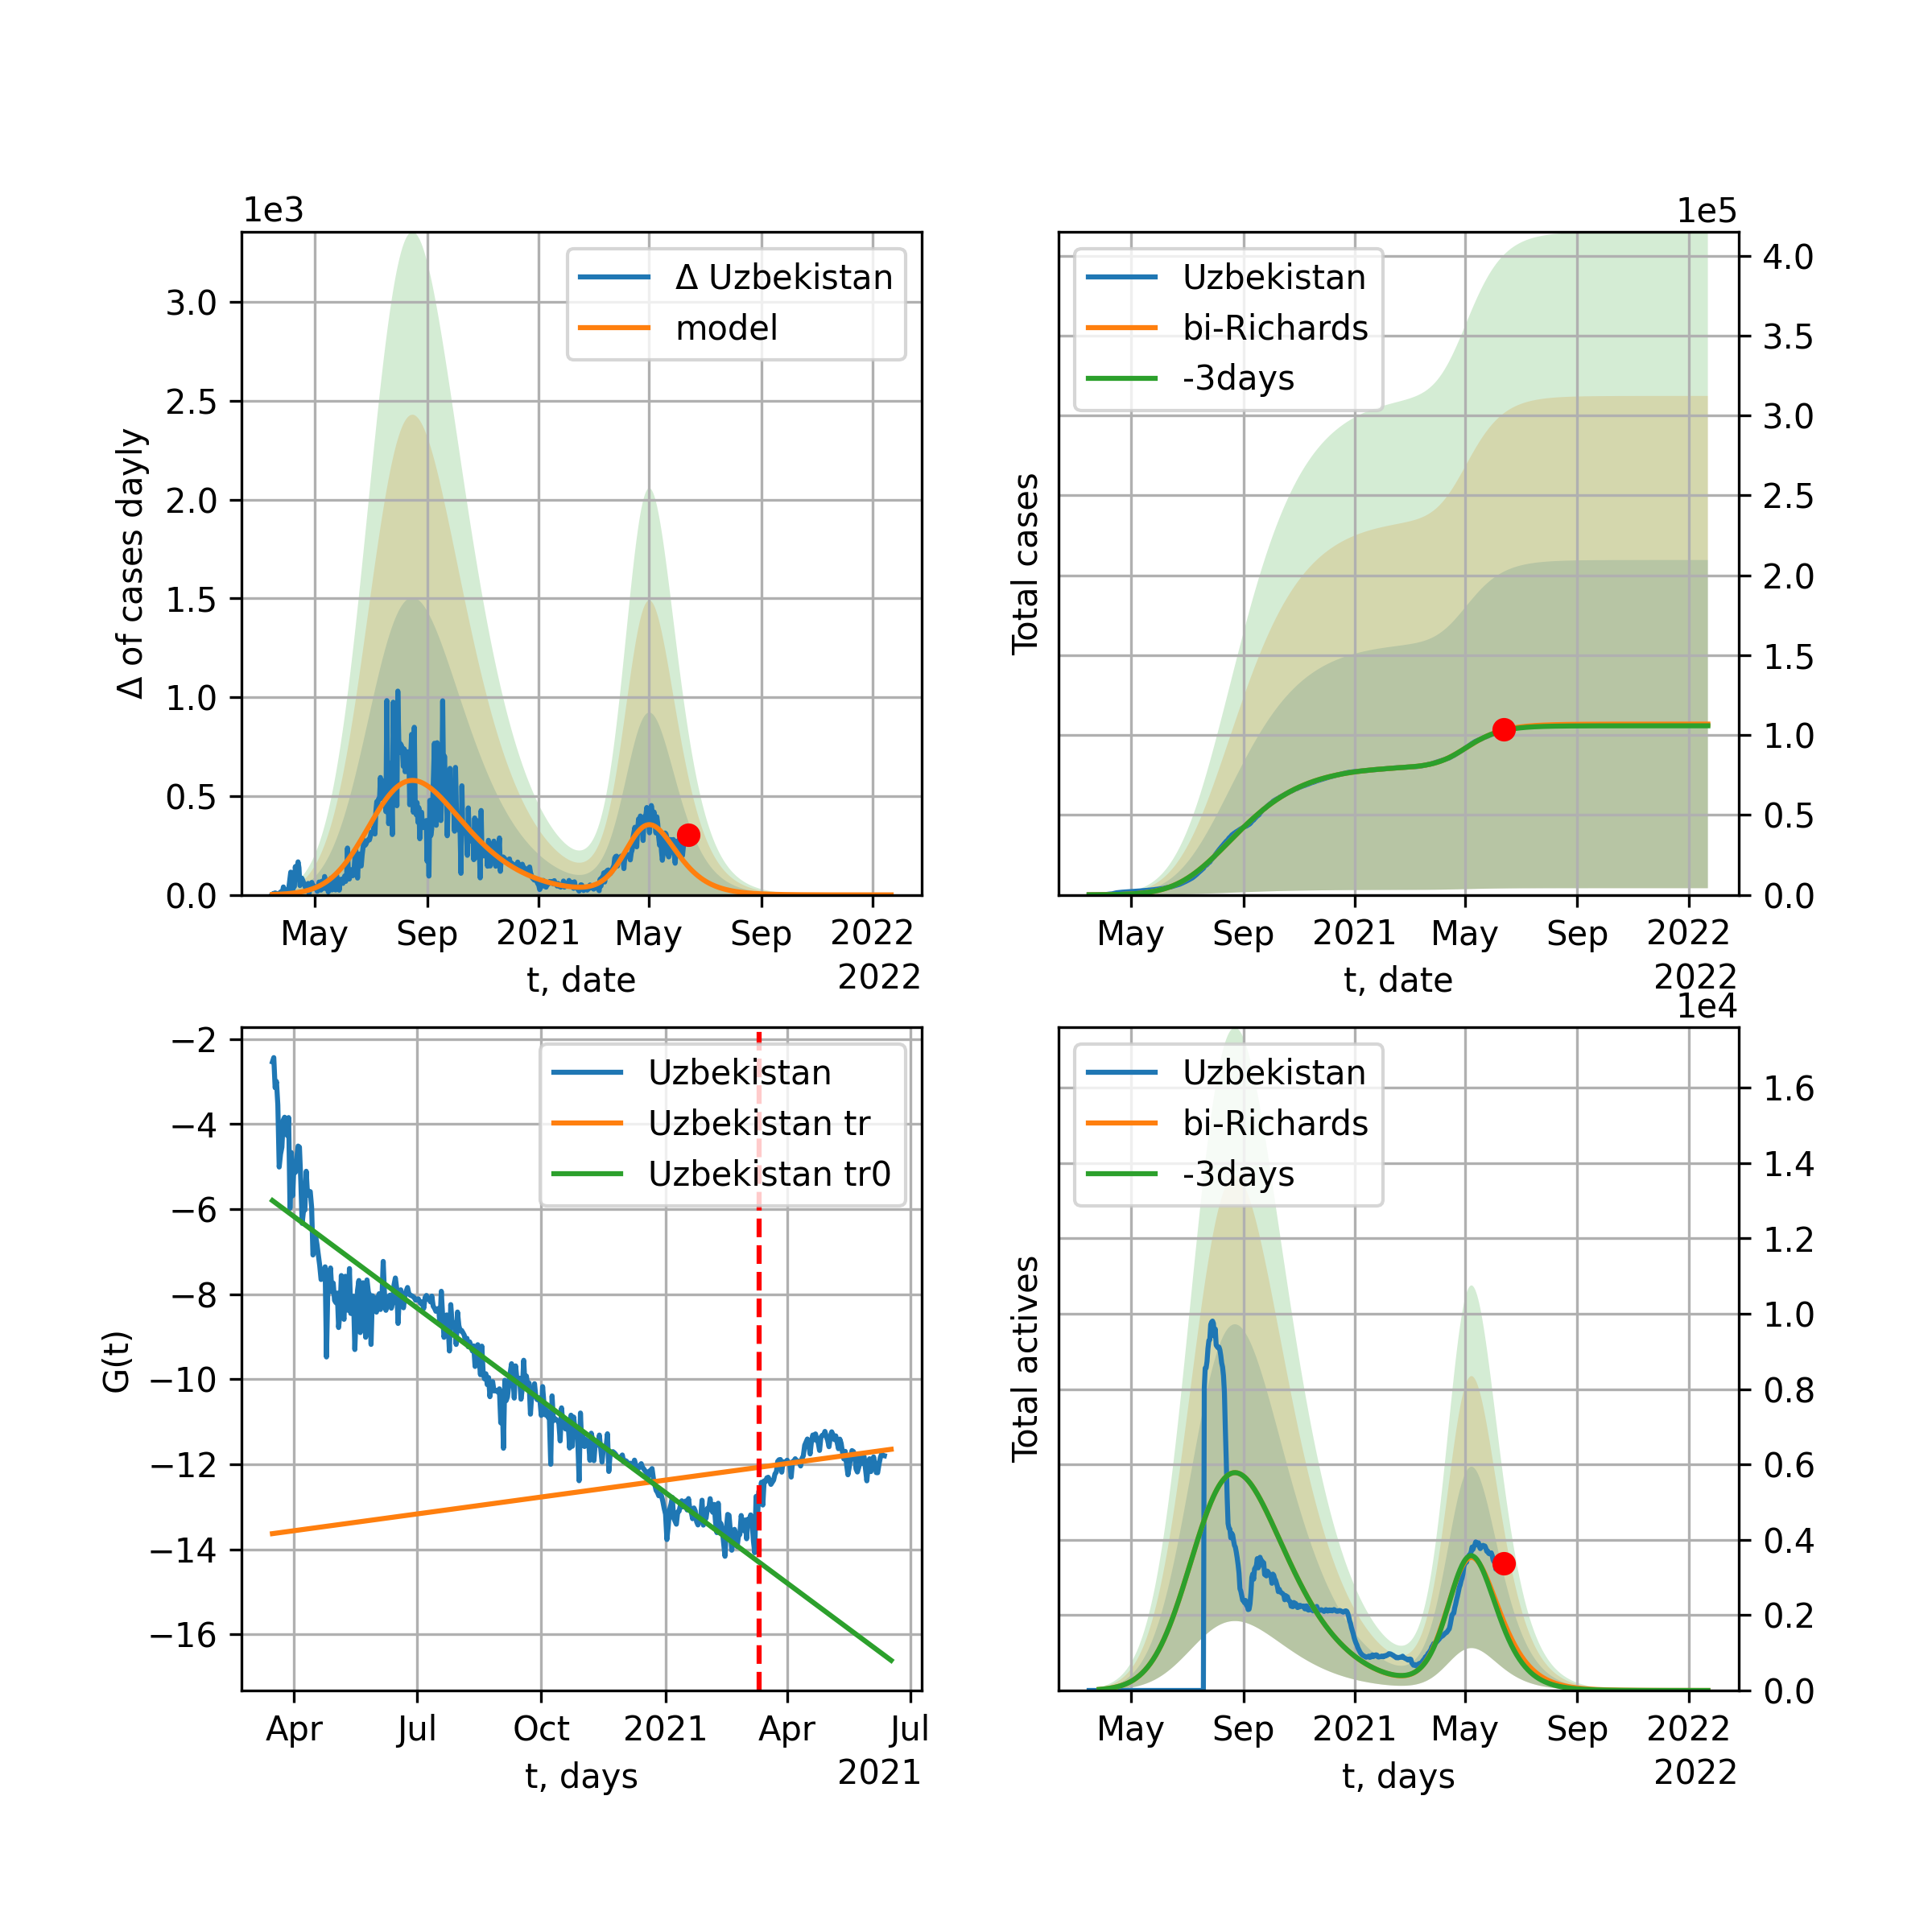 1e3
Δ of cases dayly
3.0
2.5
2.0
1.5
1.0
0.5
0.0
Δ Uzbekistan
model
May Sep 2021 May Sep 2022
t, date
2022
1e5
Total cases
Uzbekistan
bi-Richards
-3days
4.0
3.5
3.0
2.5
2.0
1.5
1.0
0.5
0.0
May Sep 2021 May Sep 2022
t, date
2022
G(t)
−2
−4
−6
−8
−10
−12
−14
−16
Uzbekistan
Uzbekistan tr
Uzbekistan tr0
Apr Jul Oct 2021 Apr Jul
t, days
2021
1e4
Total actives
Uzbekistan
bi-Richards
-3days
1.6
1.4
1.2
1.0
0.8
0.6
0.4
0.2
0.0
May Sep 2021 May Sep 2022
t, days
2022